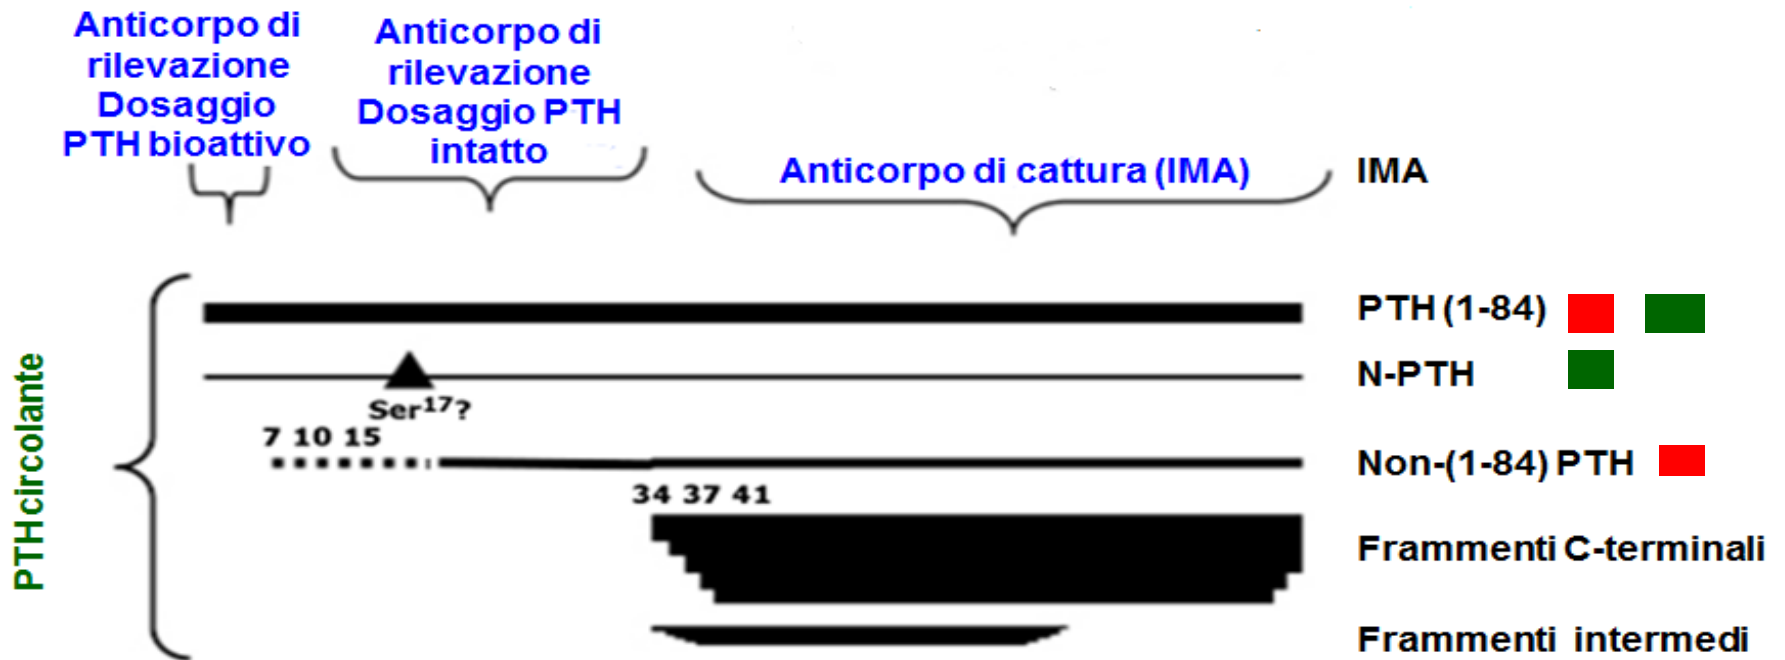 Anticorpo di
rilevazione
Dosaggio
PTH bioattivo
Anticorpo di
rilevazione
Dosaggio PTH
intatto
Anticorpo di cattura (IMA)
IMA
PTH circolante
PTH (1-84)
N-PTH
Ser17?
7 10 15
Non-(1-84) PTH
34 37 41
Frammenti C-terminali
Frammenti intermedi